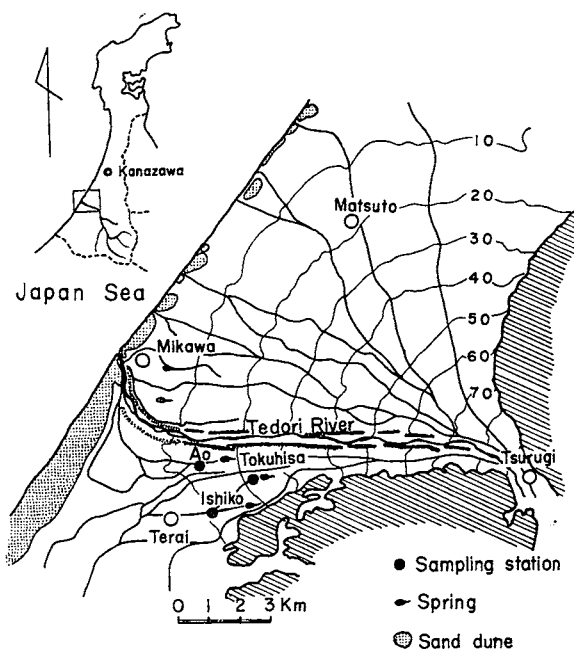 Kanazawa
Japan Sea
10
Matsuto
20
30
40
50
Mikawa
60
70
Tedori River
Tsurugi
Ao
Tokuhisa
Ishiko
Terai
0 1 2 3 Km
Sampling station
Spring
Sand dune